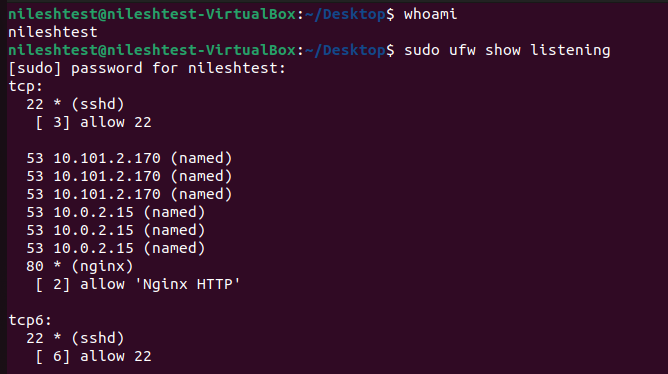 nileshtest@nileshtest-VirtualBox:~/Desktop$ whoami
nileshtest
nileshtest@nileshtest-VirtualBox:~/Desktop$ sudo ufw show listening
[sudo] password for nileshtest:
tcp:
  22 * (sshd)
   [ 3] allow 22

  53 10.101.2.170 (named)
  53 10.101.2.170 (named)
  53 10.101.2.170 (named)
  53 10.0.2.15 (named)
  53 10.0.2.15 (named)
  53 10.0.2.15 (named)
  80 * (nginx)
   [ 2] allow 'Nginx HTTP'

tcp6:
  22 * (sshd)
   [ 6] allow 22